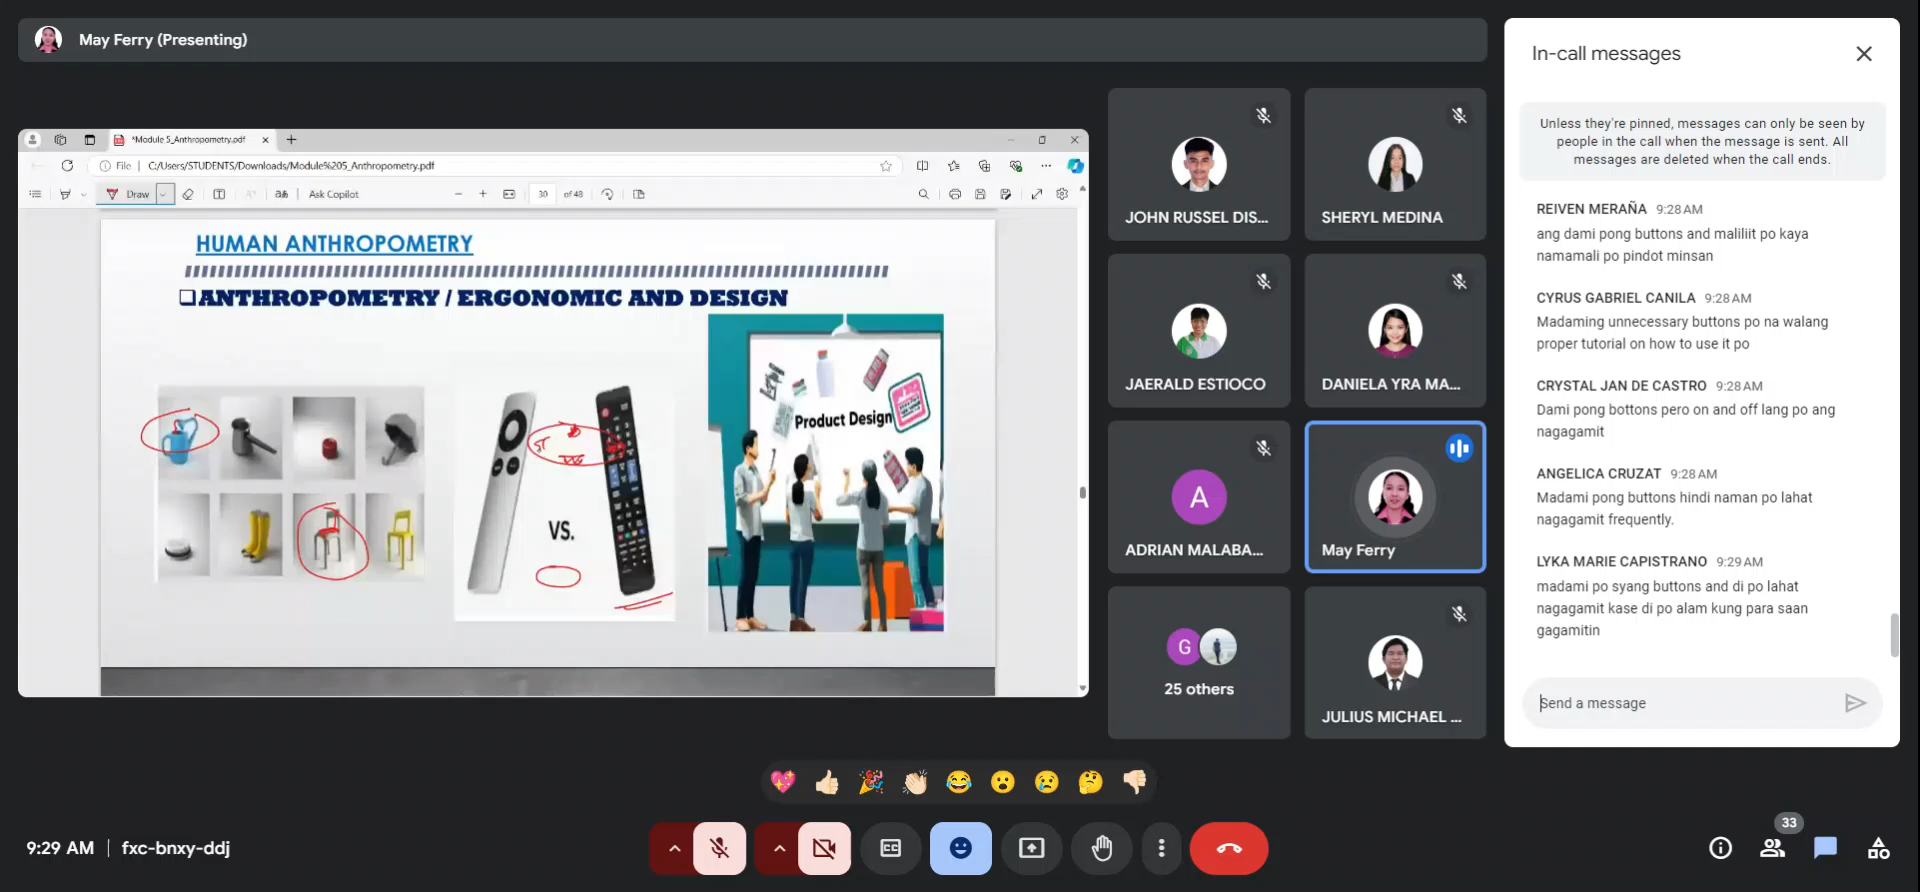 May Ferry (Presenting)
*Module 5_Anthropometry.pdf
File | C:/Users/STUDENTS/Downloads/Module%205_Anthropometry.pdf
Draw
Ask Copilot
30 of 48
HUMAN ANTHROPOMETRY
ANTHROPOMETRY / ERGONOMIC AND DESIGN
ST
VS.
Product Design
JOHN RUSSEL DIS...
SHERYL MEDINA
JAERALD ESTIOCO
DANIELA YRA MA...
A
ADRIAN MALABA...
May Ferry
G
25 others
JULIUS MICHAEL ...
In-call messages
Unless they're pinned, messages can only be seen by
people in the call when the message is sent. All
messages are deleted when the call ends.
REIVEN MERAÑA 9:28 AM
ang dami pong buttons and maliliit po kaya
namamali po pindot minsan
CYRUS GABRIEL CANILA 9:28 AM
Madaming unnecessary buttons po na walang
proper tutorial on how to use it po
CRYSTAL JAN DE CASTRO 9:28 AM
Dami pong bottons pero on and off lang po ang
nagagamit
ANGELICA CRUZAT 9:28 AM
Madami pong buttons hindi naman po lahat
nagagamit frequently.
LYKA MARIE CAPISTRANO 9:29 AM
madami po syang buttons and di po lahat
nagagamit kase di po alam kung para saan
gagamitin
Send a message
9:29 AM | fxc-bnxy-ddj
CC
33